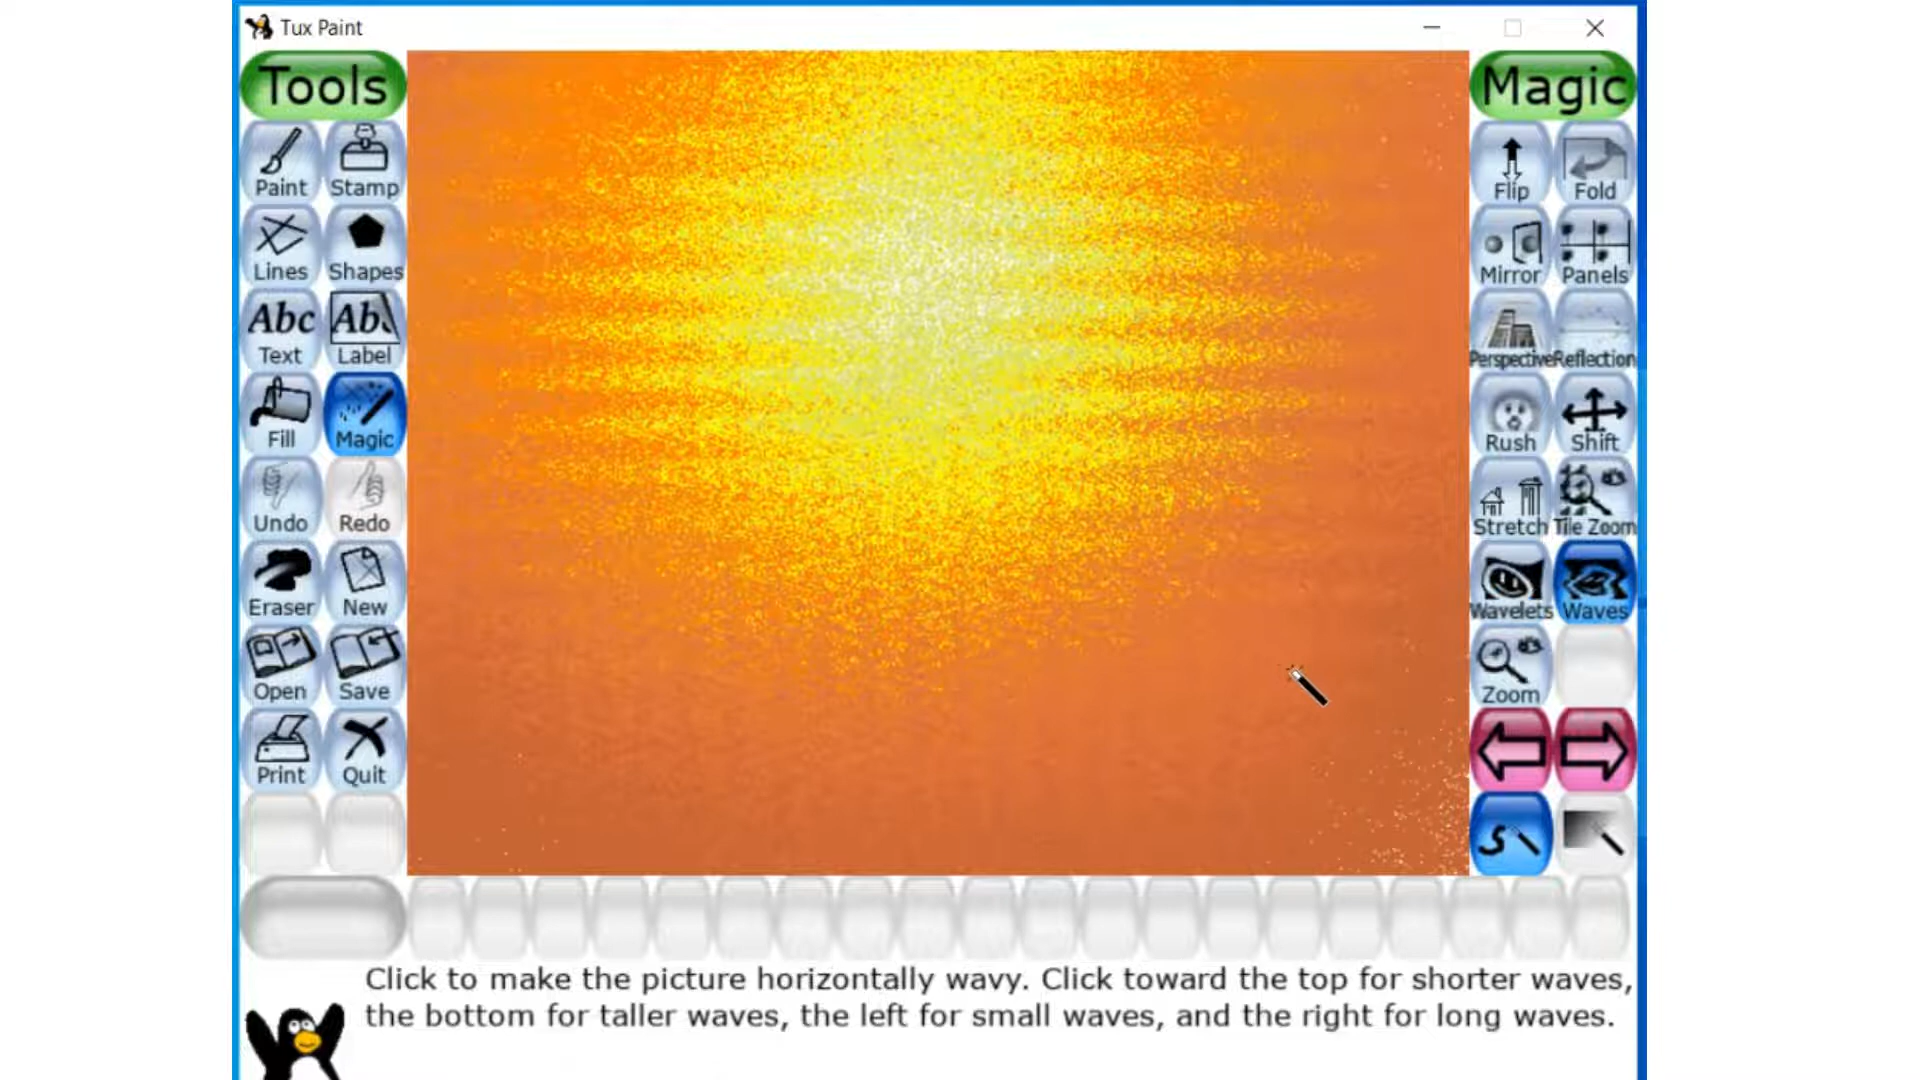 Tux Paint
Tools
Magic
Paint
Stamp
Flip
Fold
Lines
Shapes
Mirror
Panels
Abc
Text
Label
Perspective
Reflection
Fill
Magic
Rush
Shift
Undo
Redo
Stretch
Tile Zoom
Eraser
New
Wavelets
Waves
Open
Save
Zoom
Print
Quit
Click to make the picture horizontally wavy. Click toward the top for shorter waves,
the bottom for taller waves, the left for small waves, and the right for long waves.